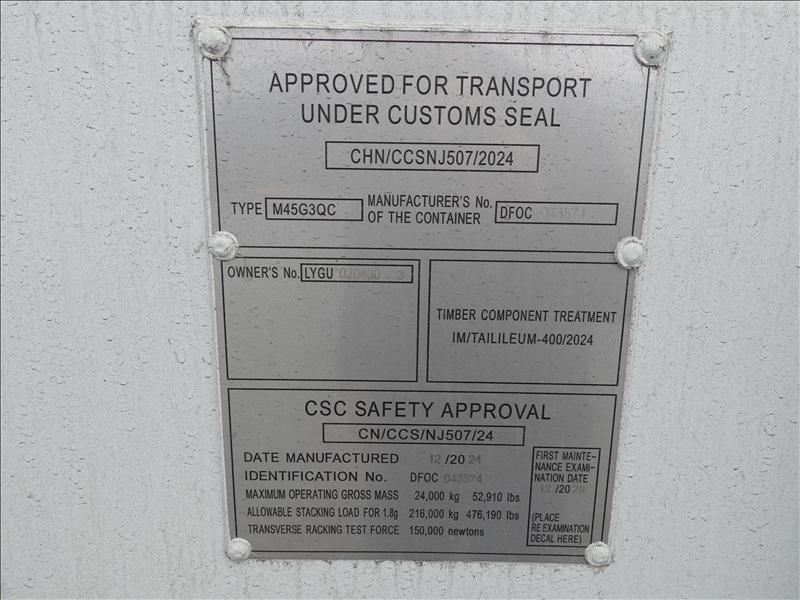 APPROVED FOR TRANSPORT
UNDER CUSTOMS SEAL
CHN/CCSNJ507/2024
TYPE M45G3QC MANUFACTURER'S No. OF THE CONTAINER DFOC
OWNER'S No. LYGU
TIMBER COMPONENT TREATMENT
IM/TAILILEUM-400/2024
CSC SAFETY APPROVAL
CN/CCS/NJ507/24
DATE MANUFACTURED 12/2024
IDENTIFICATION No. DFOC
MAXIMUM OPERATING GROSS MASS 24,000 kg 52,910 lbs
ALLOWABLE STACKING LOAD FOR 1.8g 216,000 kg 476,190 lbs
TRANSVERSE RACKING TEST FORCE 150,000 newtons
FIRST MAINTE-
NANCE EXAMI-
NATION DATE
12/2029
(PLACE
RE EXAMINATION
DECAL HERE)